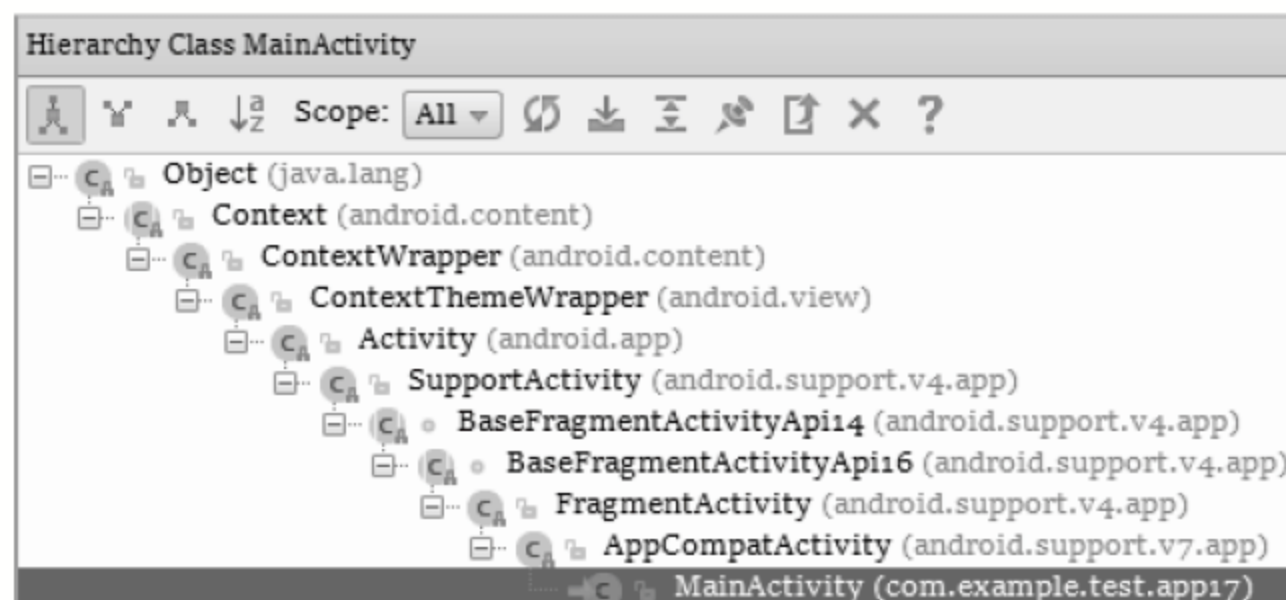 Hierarchy Class MainActivity
a z Scope: All ?
Object (java.lang)
Context (android.content)
ContextWrapper (android.content)
ContextThemeWrapper (android.view)
Activity (android.app)
SupportActivity (android.support.v4.app)
BaseFragmentActivityApi14 (android.support.v4.app)
BaseFragmentActivityApi16 (android.support.v4.app)
FragmentActivity (android.support.v4.app)
AppCompatActivity (android.support.v7.app)
MainActivity (com.example.test.app17)